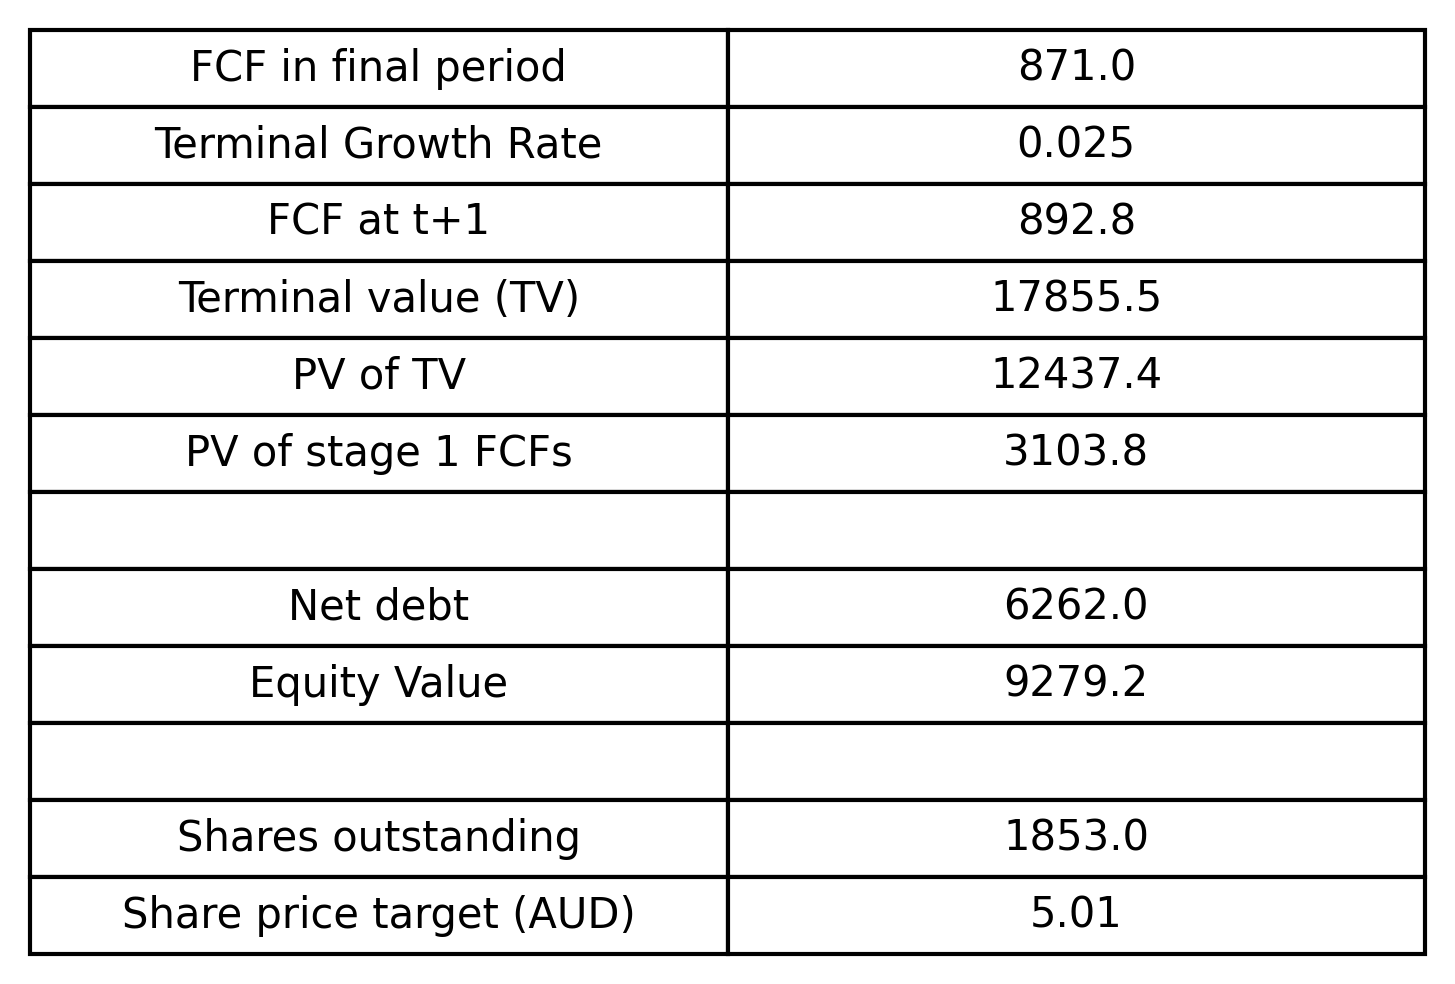 FCF in final period 871.0
Terminal Growth Rate 0.025
FCF at t+1 892.8
Terminal value (TV) 17855.5
PV of TV 12437.4
PV of stage 1 FCFs 3103.8
Net debt 6262.0
Equity Value 9279.2
Shares outstanding 1853.0
Share price target (AUD) 5.01